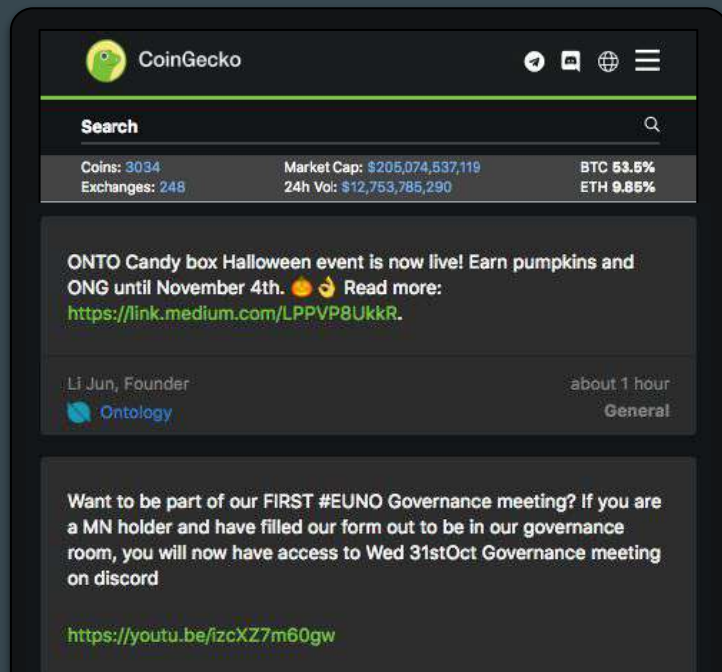 CoinGecko
Search
Coins: 3034 Market Cap: $205,074,537,119 BTC 53.5%
Exchanges: 248 24h Vol: $12,753,785,290 ETH 9.85%
ONTO Candy box Halloween event is now live! Earn pumpkins and
ONG until November 4th. 🎃👌 Read more:
https://link.medium.com/LPPVP8UkkR.
Li Jun, Founder about 1 hour
Ontology General
Want to be part of our FIRST #EUNO Governance meeting? If you are
a MN holder and have filled our form out to be in our governance
room, you will now have access to Wed 31stOct Governance meeting
on discord
https://youtu.be/izcXZ7m60gw